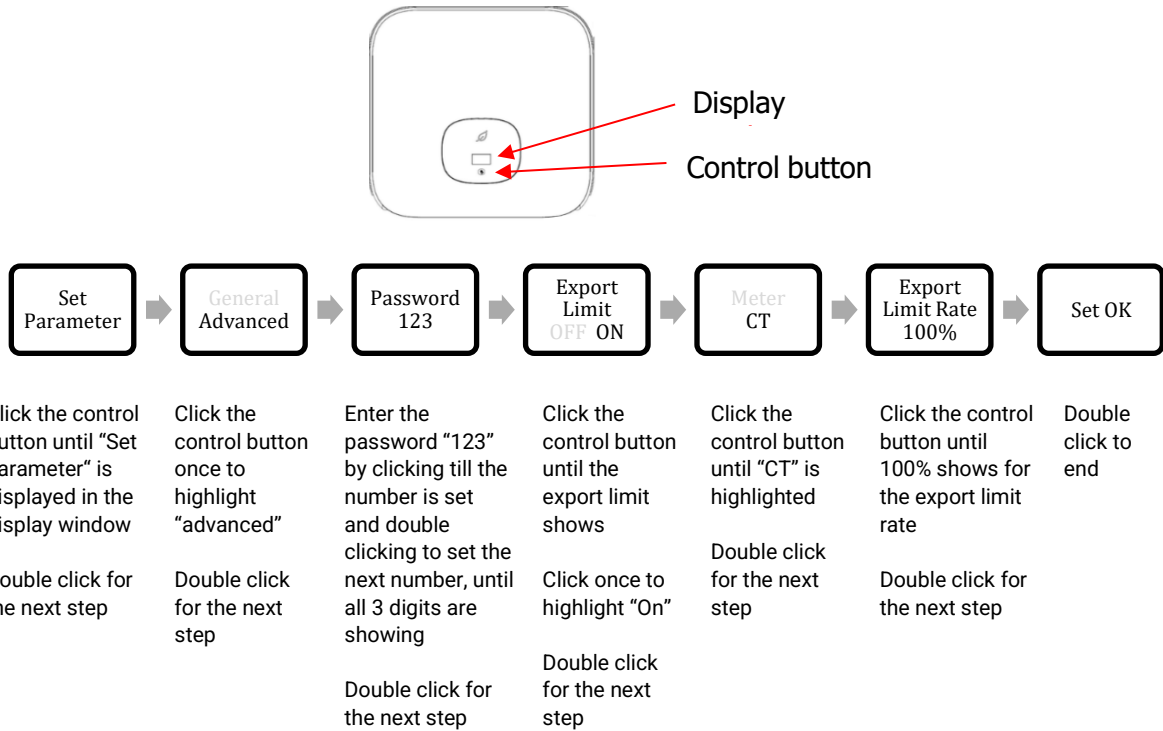 Display
Control button
Set
Parameter
General
Advanced
Password
123
Export
Limit
OFF ON
Meter
CT
Export
Limit Rate
100%
Set OK
lick the control
utton until “Set
arameter“ is
isplayed in the
isplay window
ouble click for
he next step
Click the
control button
once to
highlight
“advanced”
Double click
for the next
step
Enter the
password “123”
by clicking till the
number is set
and double
clicking to set the
next number, until
all 3 digits are
showing
Double click for
the next step
Click the
control button
until the
export limit
shows
Click once to
highlight “On”
Double click
for the next
step
Click the
control button
until “CT” is
highlighted
Double click
for the next
step
Click the control
button until
100% shows for
the export limit
rate
Double click for
the next step
Double
click to
end